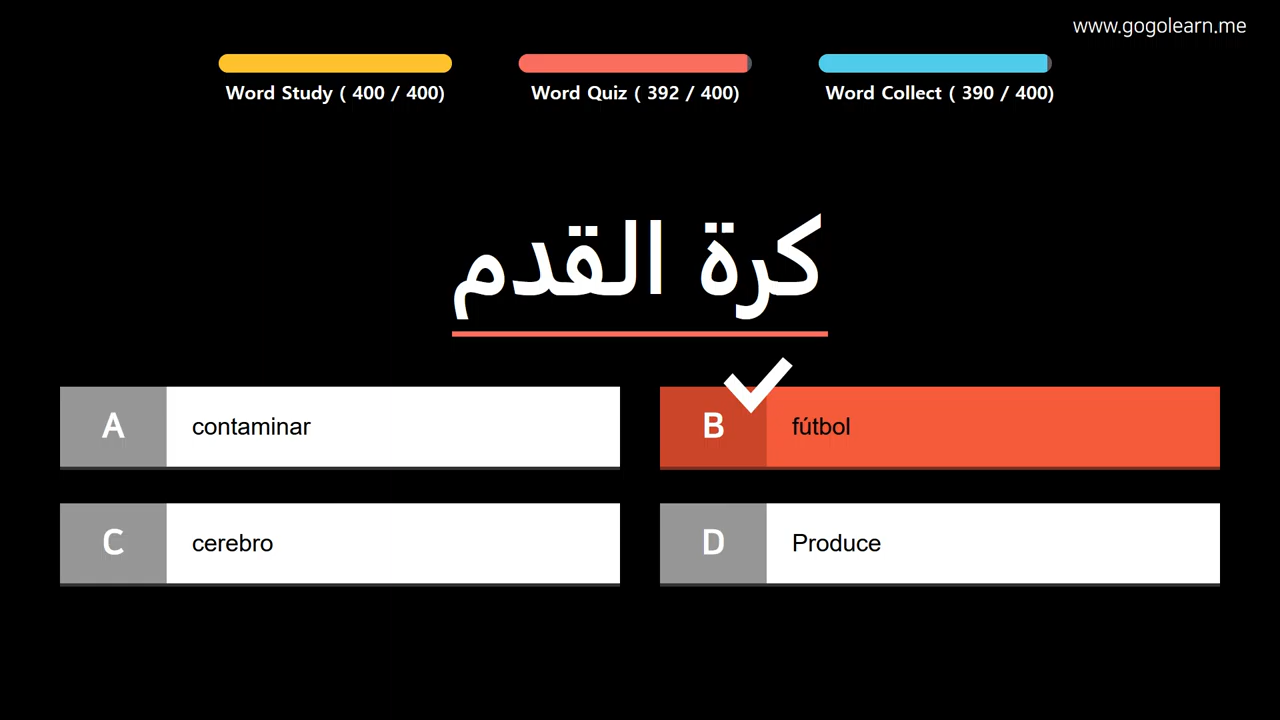 www.gogolearn.me
Word Study ( 400 / 400)
Word Quiz ( 392 / 400)
Word Collect ( 390 / 400)
كرة القدم
A
contaminar
B
fútbol
C
cerebro
D
Produce